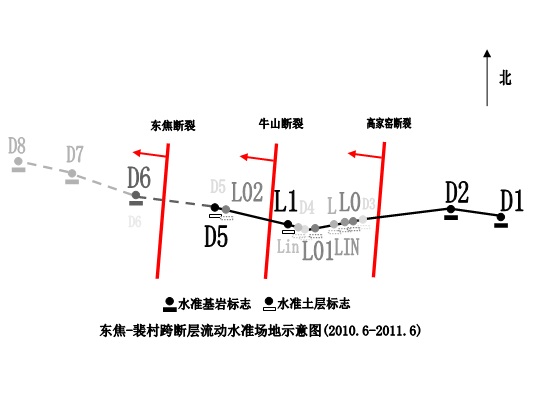 北
东焦断裂
牛山断裂
高家窑断裂
D8
D7
D6
D6
D5
L02
D5
L1
D4
L
L0
D3
Lin
L01
LIN
D2
D1
水准基岩标志
水准土层标志
东焦-裴村跨断层流动水准场地示意图(2010.6-2011.6)